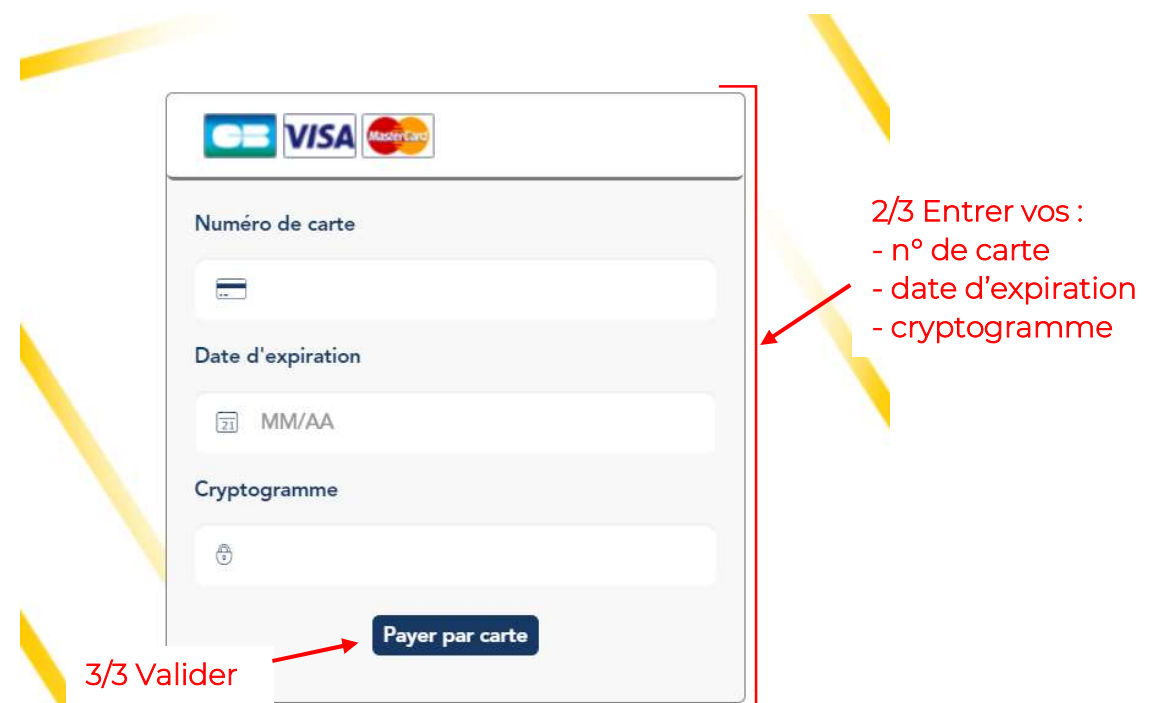 CB VISA MasterCard
Numéro de carte
Date d'expiration
21 MM/AA
Cryptogramme
Payer par carte
2/3 Entrer vos :
- n° de carte
- date d’expiration
- cryptogramme
3/3 Valider